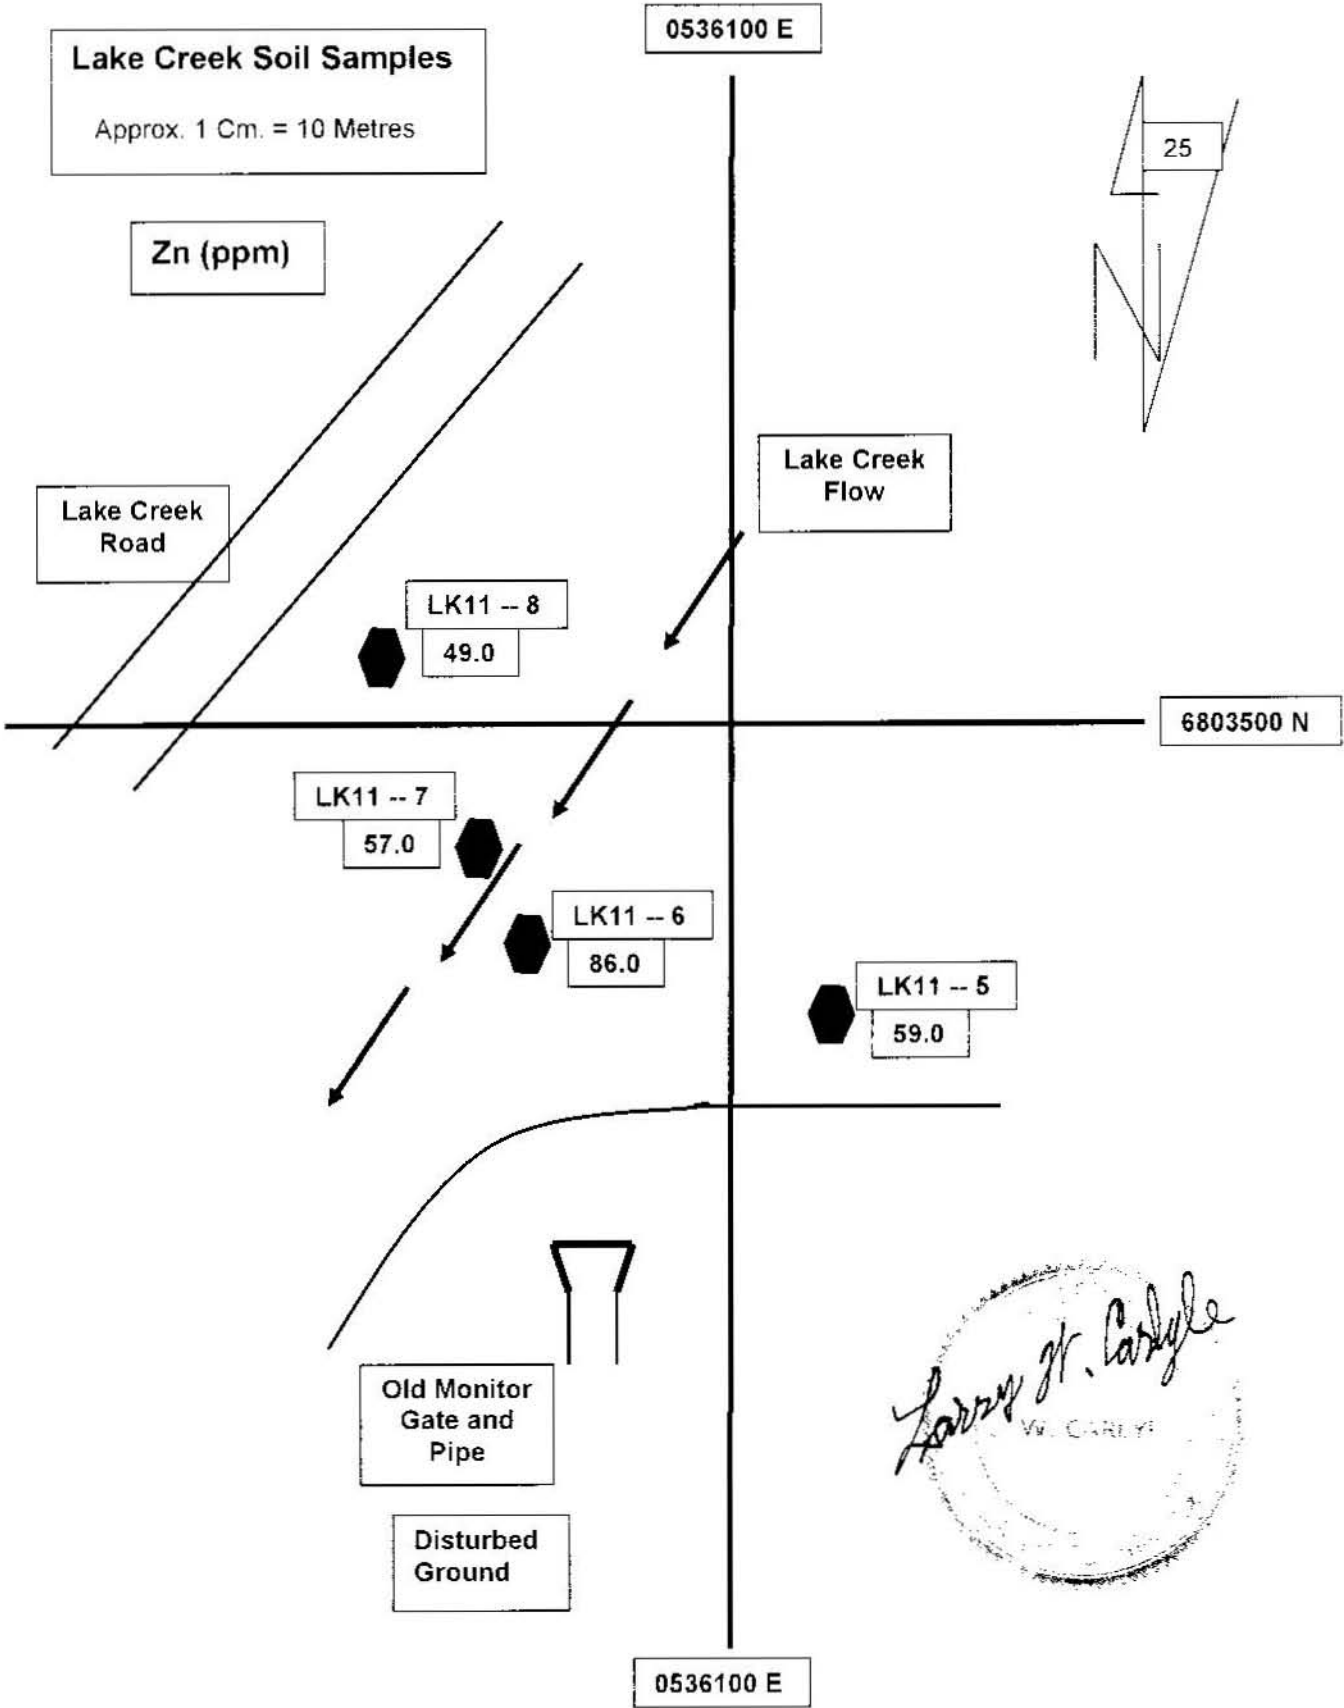 0536100 E
Lake Creek Soil Samples
Approx. 1 Cm. = 10 Metres
25
Zn (ppm)
N
Lake Creek
Flow
Lake Creek
Road
LK11 -- 8
49.0
6803500 N
LK11 -- 7
57.0
LK11 -- 6
86.0
LK11 -- 5
59.0
Larry W. Carlyle
W. CARLYL
Old Monitor
Gate and
Pipe
Disturbed
Ground
0536100 E